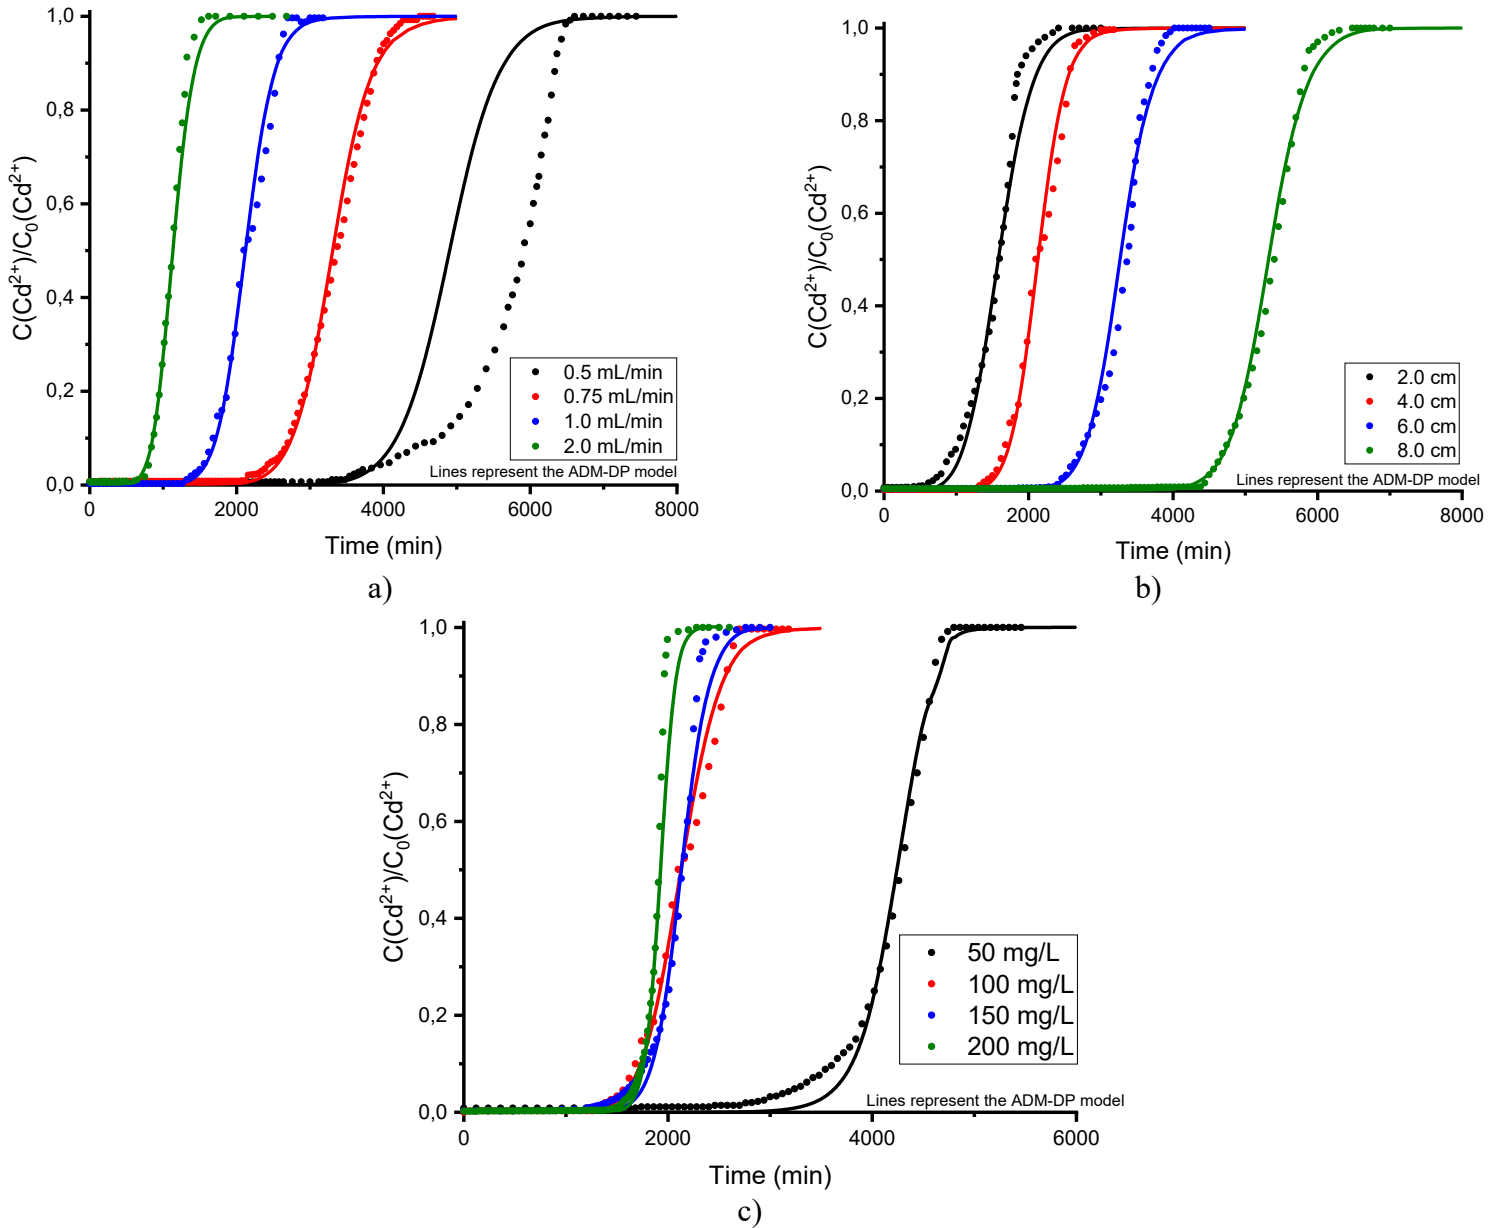 a)
C(Cd²⁺)/C₀(Cd²⁺)
1,0
0,8
0,6
0,4
0,2
0,0
0 2000 4000 6000 8000
Time (min)
0.5 mL/min
0.75 mL/min
1.0 mL/min
2.0 mL/min
Lines represent the ADM-DP model
b)
C(Cd²⁺)/C₀(Cd²⁺)
1,0
0,8
0,6
0,4
0,2
0,0
0 2000 4000 6000 8000
Time (min)
2.0 cm
4.0 cm
6.0 cm
8.0 cm
Lines represent the ADM-DP model
c)
C(Cd²⁺)/C₀(Cd²⁺)
1,0
0,8
0,6
0,4
0,2
0,0
0 2000 4000 6000
Time (min)
50 mg/L
100 mg/L
150 mg/L
200 mg/L
Lines represent the ADM-DP model